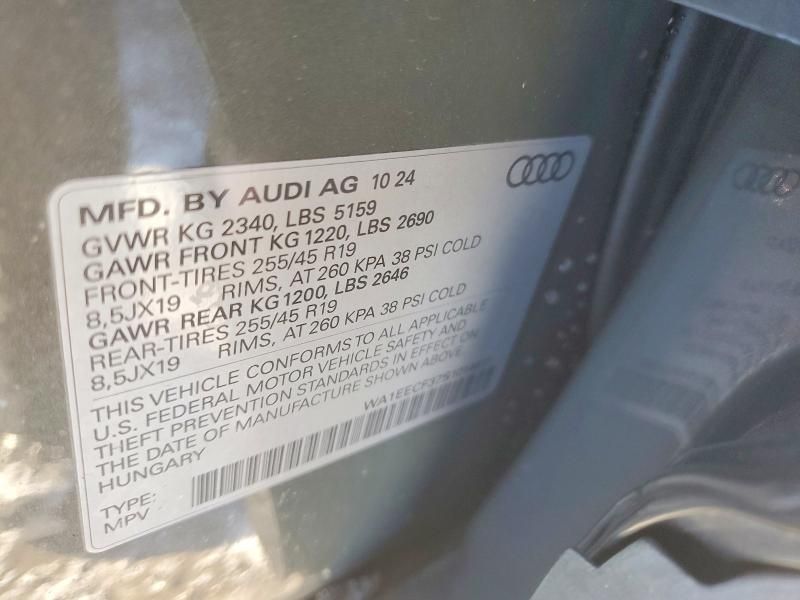 MFD. BY AUDI AG 10 24
GVWR KG 2340, LBS 5159
GAWR FRONT KG 1220, LBS 2690
FRONT-TIRES 255/45 R19
8,5JX19 RIMS, AT 260 KPA 38 PSI COLD
GAWR REAR KG 1200, LBS 2646
REAR-TIRES 255/45 R19
8,5JX19 RIMS, AT 260 KPA 38 PSI COLD
THIS VEHICLE CONFORMS TO ALL APPLICABLE
U.S. FEDERAL MOTOR VEHICLE SAFETY AND
THEFT PREVENTION STANDARDS IN EFFECT ON
THE DATE OF MANUFACTURE SHOWN ABOVE.
HUNGARY
TYPE:
MPV